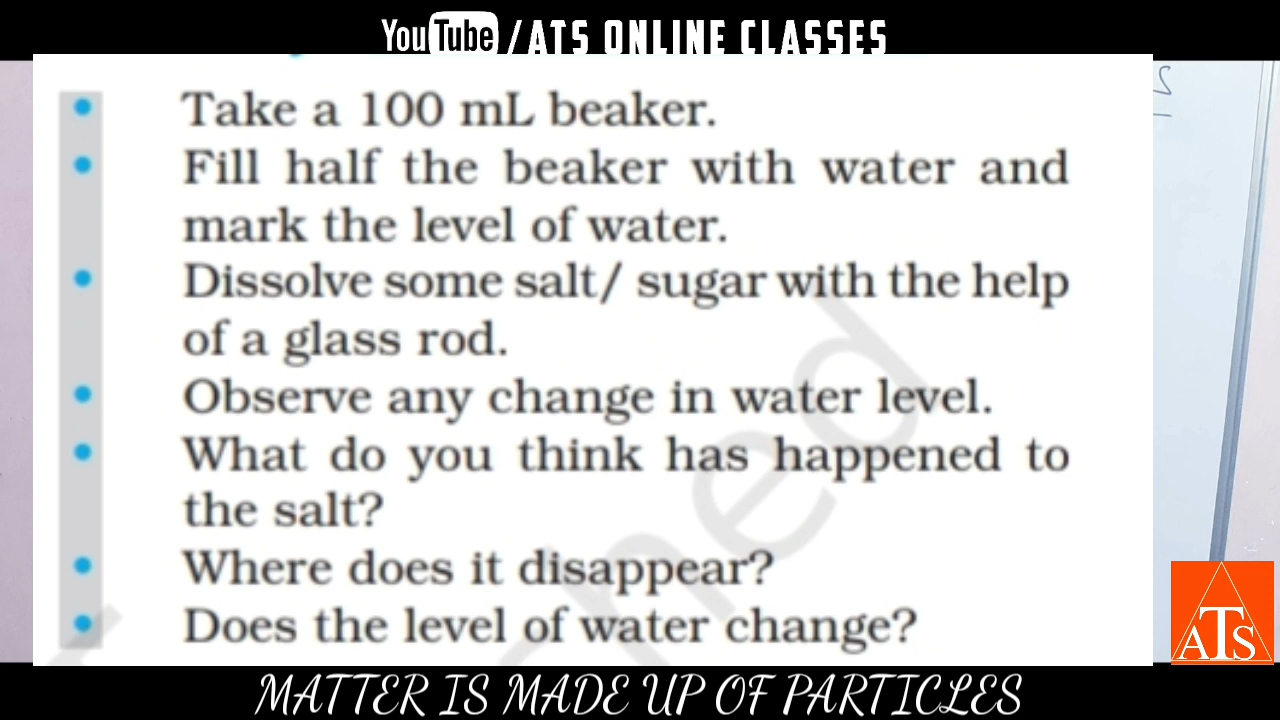 YouTube/ATS ONLINE CLASSES
• Take a 100 mL beaker.
• Fill half the beaker with water and
mark the level of water.
• Dissolve some salt/ sugar with the help
of a glass rod.
• Observe any change in water level.
• What do you think has happened to
the salt?
• Where does it disappear?
• Does the level of water change?
ATS
MATTER IS MADE UP OF PARTICLES